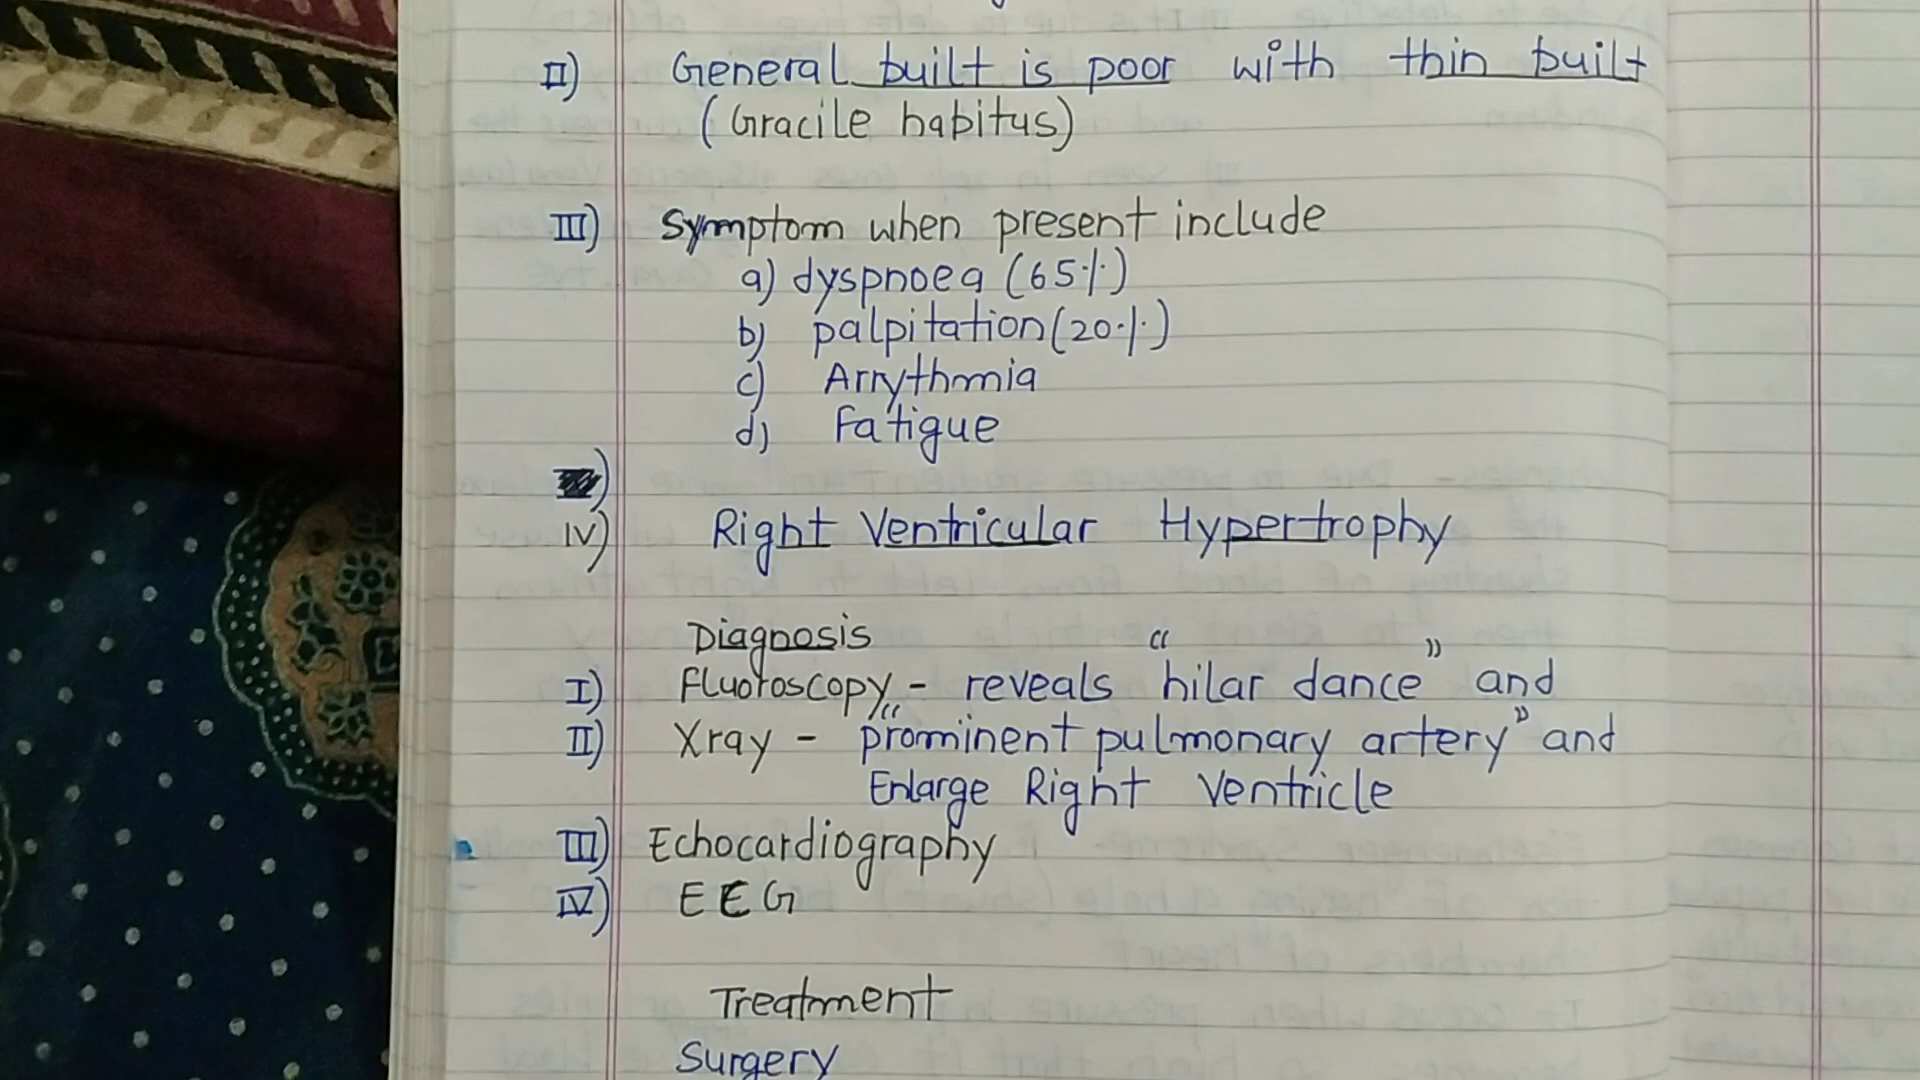 II) General built is poor with thin built
(Gracile habitus)
III) Symptom when present include
a) dyspnoea (65%)
b) palpitation (20%)
c) Arrythmia
d) Fatigue
IV) Right Ventricular Hypertrophy
Diagnosis
I) Fluoroscopy - reveals "hilar dance" and
II) Xray - "prominent pulmonary artery" and
Enlarge Right Ventricle
III) Echocardiography
IV) EEG
Treatment
Surgery